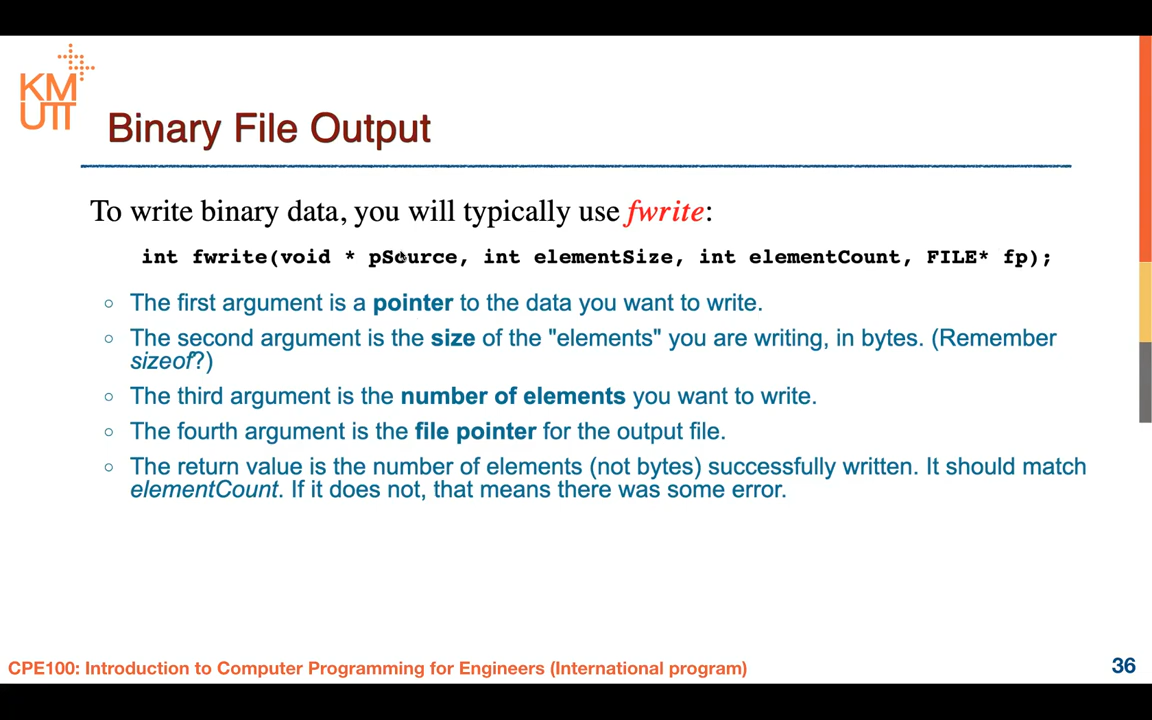 KM
UTT
Binary File Output
To write binary data, you will typically use fwrite:
int fwrite(void * pSource, int elementSize, int elementCount, FILE* fp);
The first argument is a pointer to the data you want to write.
The second argument is the size of the "elements" you are writing, in bytes. (Remember
sizeof?)
The third argument is the number of elements you want to write.
The fourth argument is the file pointer for the output file.
The return value is the number of elements (not bytes) successfully written. It should match
elementCount. If it does not, that means there was some error.
CPE100: Introduction to Computer Programming for Engineers (International program)
36